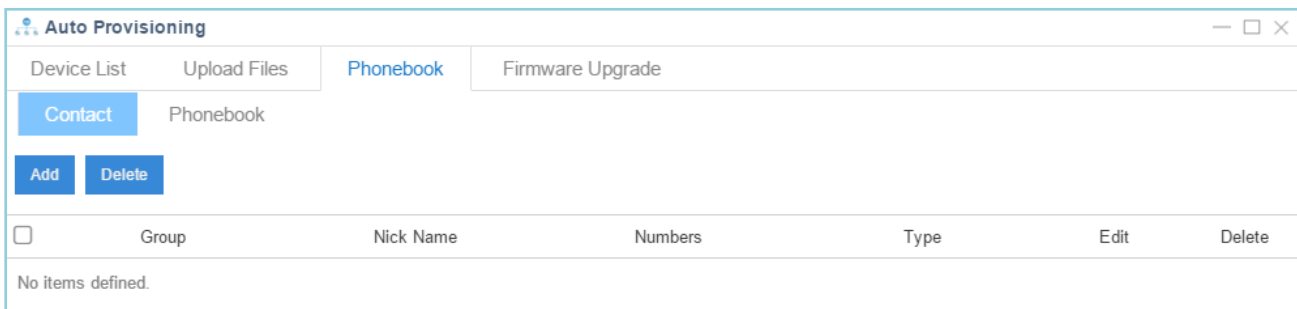 Auto Provisioning
Device List Upload Files Phonebook Firmware Upgrade
Contact Phonebook
Add Delete
Group Nick Name Numbers Type Edit Delete
No items defined.